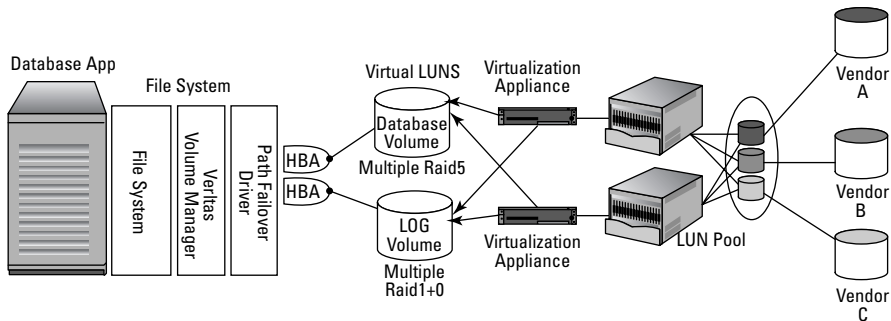 Database App
File System
File System
Veritas
Volume Manager
Path Failover
Driver
HBA
HBA
Virtual LUNS
Database
Volume
Multiple Raid5
LOG
Volume
Multiple
Raid1+0
Virtualization
Appliance
Virtualization
Appliance
LUN Pool
Vendor
A
Vendor
B
Vendor
C